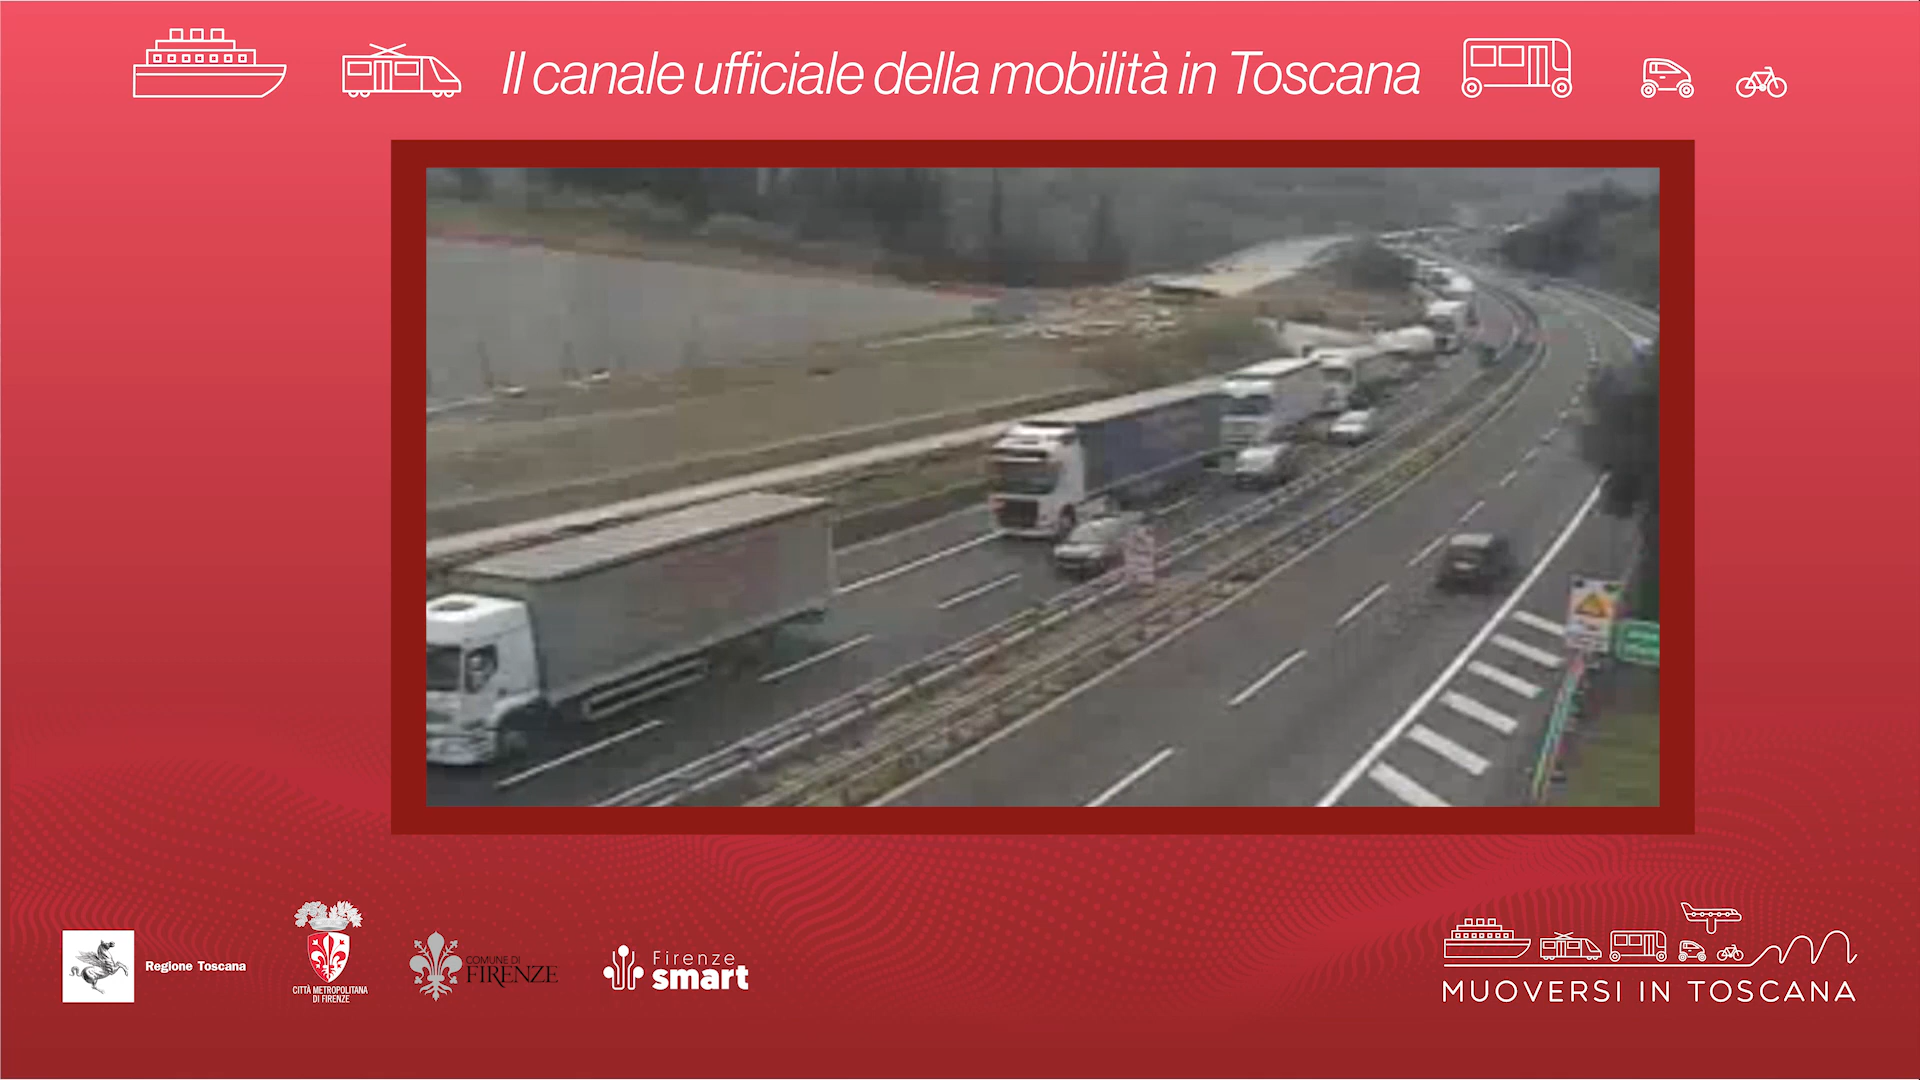 Il canale ufficiale della mobilità in Toscana
Regione Toscana
CITTÀ METROPOLITANA
DI FIRENZE
COMUNE DI
FIRENZE
Firenze
smart
MUOVERSI IN TOSCANA